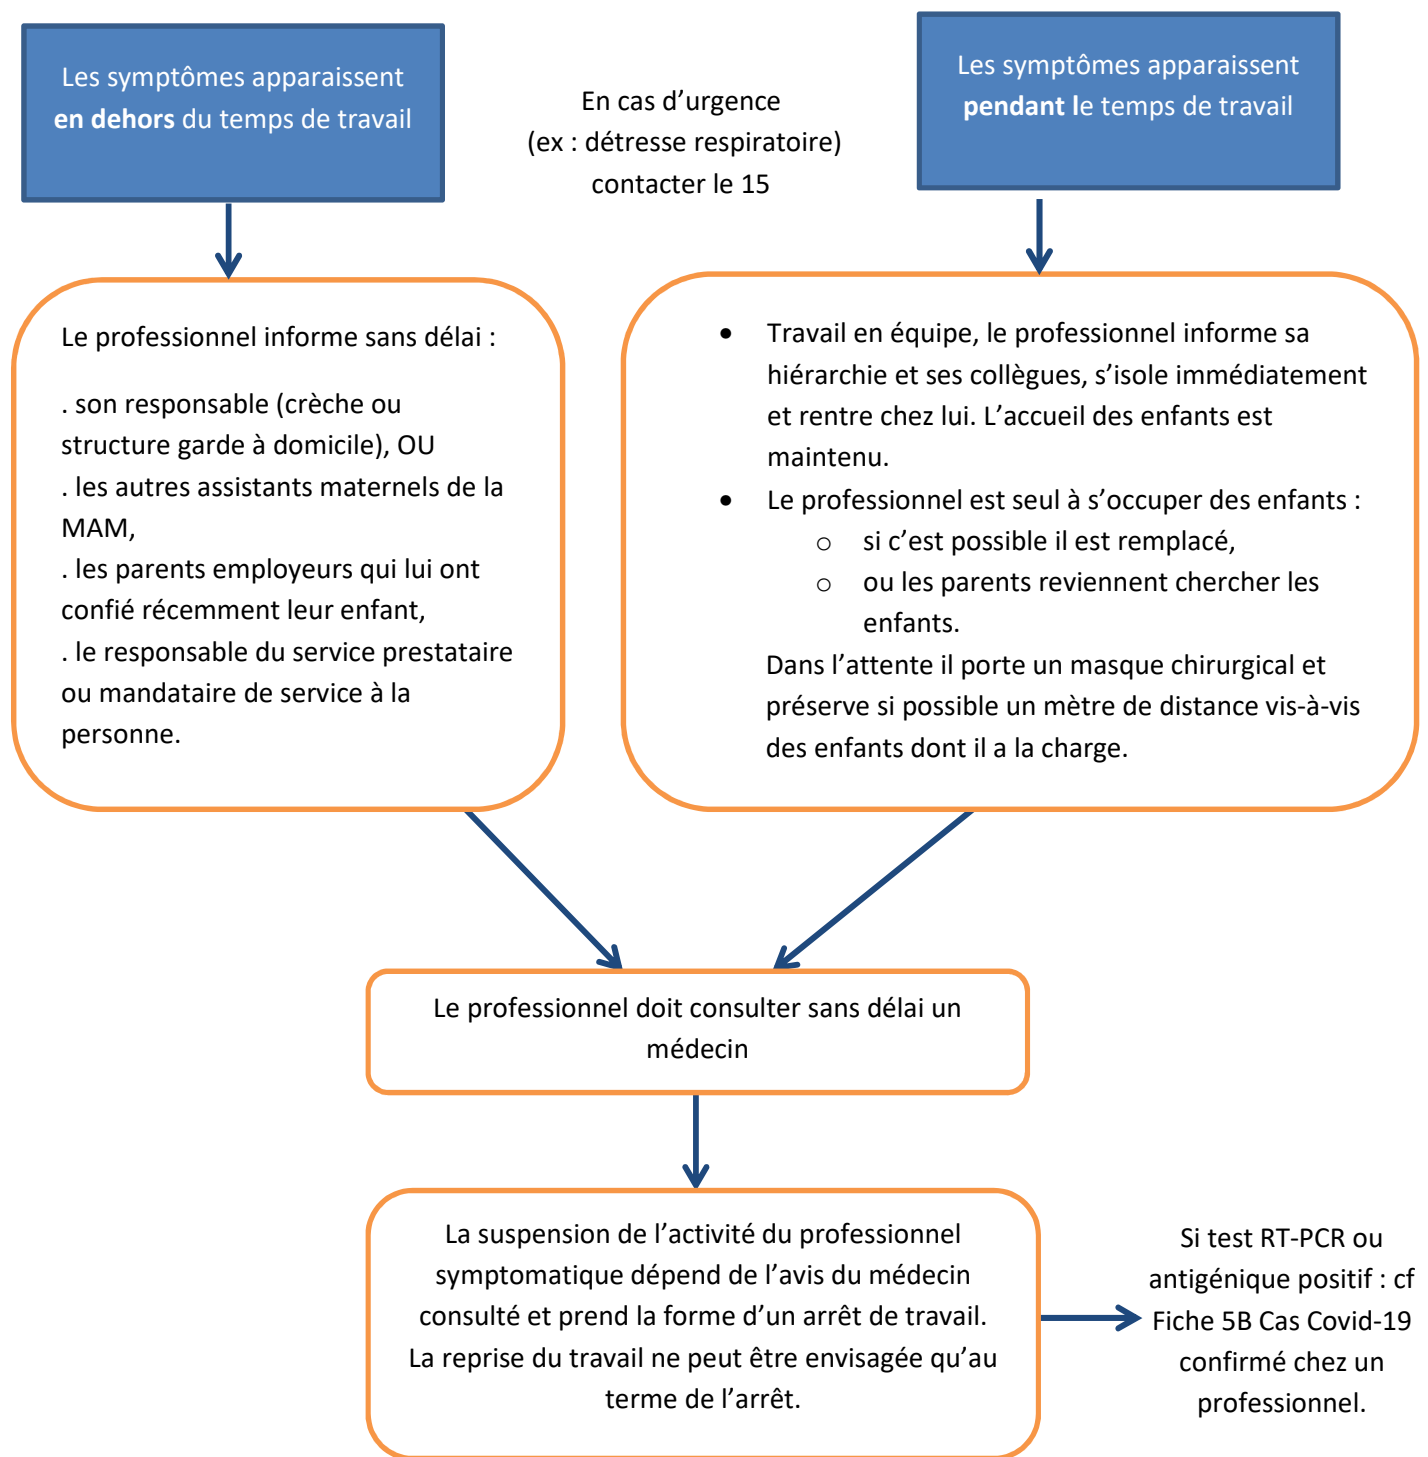 Les symptômes apparaissent
en dehors du temps de travail
En cas d’urgence
(ex : détresse respiratoire)
contacter le 15
Les symptômes apparaissent
pendant le temps de travail
Le professionnel informe sans délai :
. son responsable (crèche ou
structure garde à domicile), OU
. les autres assistants maternels de la
MAM,
. les parents employeurs qui lui ont
confié récemment leur enfant,
. le responsable du service prestataire
ou mandataire de service à la
personne.
• Travail en équipe, le professionnel informe sa
hiérarchie et ses collègues, s’isole immédiatement
et rentre chez lui. L’accueil des enfants est
maintenu.
• Le professionnel est seul à s’occuper des enfants :
o si c’est possible il est remplacé,
o ou les parents reviennent chercher les
enfants.
Dans l’attente il porte un masque chirurgical et
préserve si possible un mètre de distance vis-à-vis
des enfants dont il a la charge.
Le professionnel doit consulter sans délai un
médecin
La suspension de l’activité du professionnel
symptomatique dépend de l’avis du médecin
consulté et prend la forme d’un arrêt de travail.
La reprise du travail ne peut être envisagée qu’au
terme de l’arrêt.
Si test RT-PCR ou
antigénique positif : cf
Fiche 5B Cas Covid-19
confirmé chez un
professionnel.